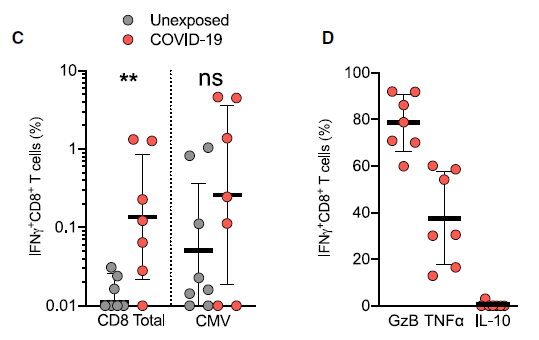 Unexposed
COVID-19
C
D
**
ns
IFNγ⁺CD8⁺ T cells (%)
10
1
0.1
0.01
CD8 Total
CMV
IFNγ⁺CD8⁺ T cells (%)
100
80
60
40
20
0
GzB TNFα IL-10